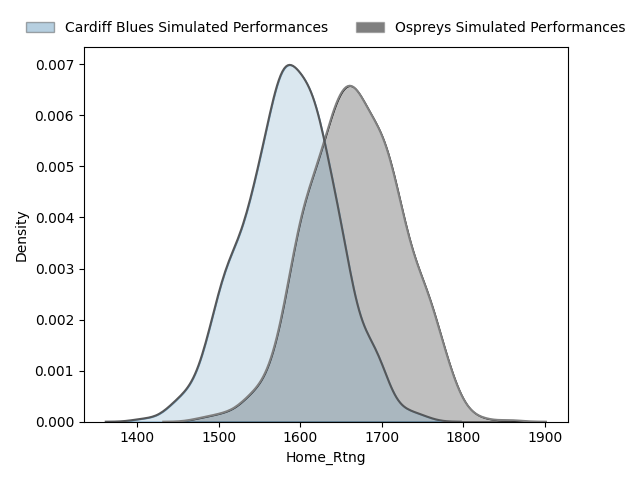 Cardiff Blues Simulated Performances Ospreys Simulated Performances
0.007
0.006
0.005
0.004
0.003
0.002
0.001
0.000
Density
1400 1500 1600 1700 1800 1900
Home_Rtng